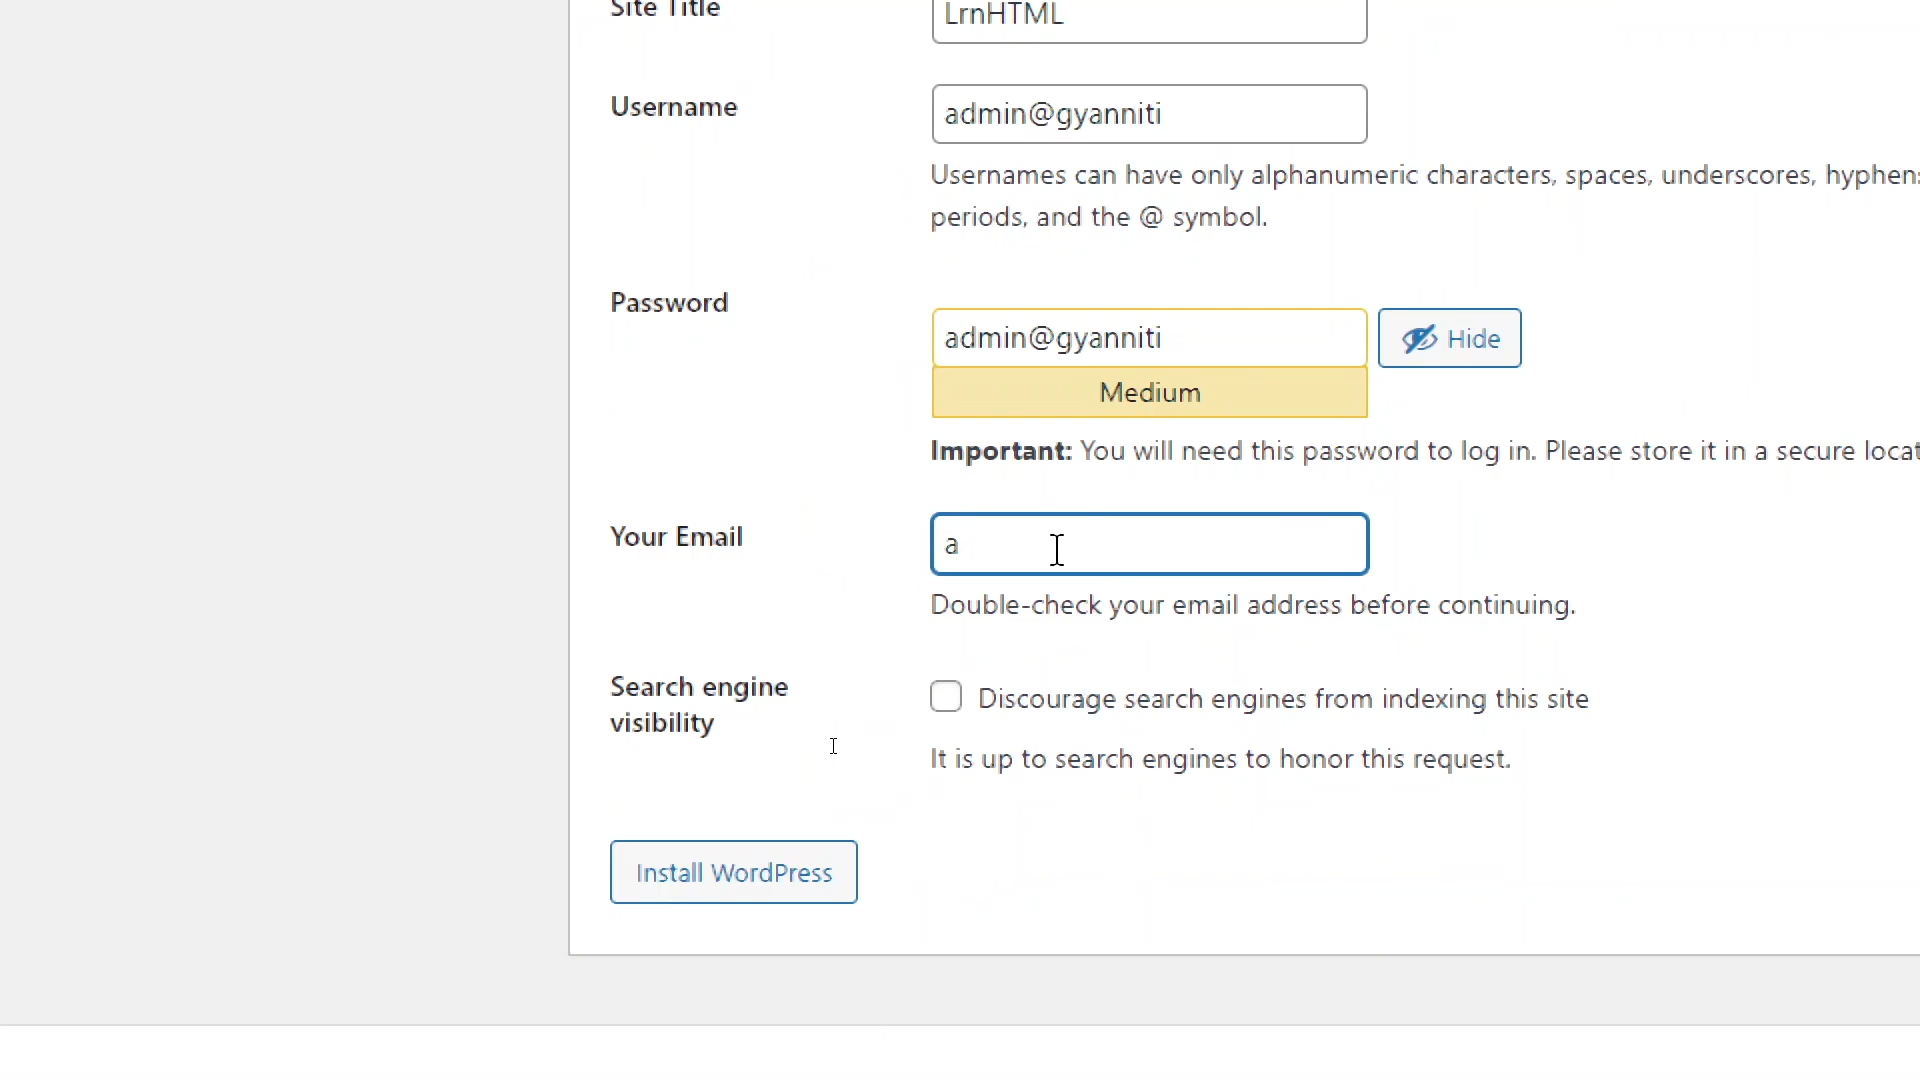 Site Title
LrnHTML
Username
admin@gyanniti
Usernames can have only alphanumeric characters, spaces, underscores, hyphens
periods, and the @ symbol.
Password
admin@gyanniti
Hide
Medium
Important: You will need this password to log in. Please store it in a secure locat
Your Email
a
Double-check your email address before continuing.
Search engine
visibility
Discourage search engines from indexing this site
It is up to search engines to honor this request.
Install WordPress